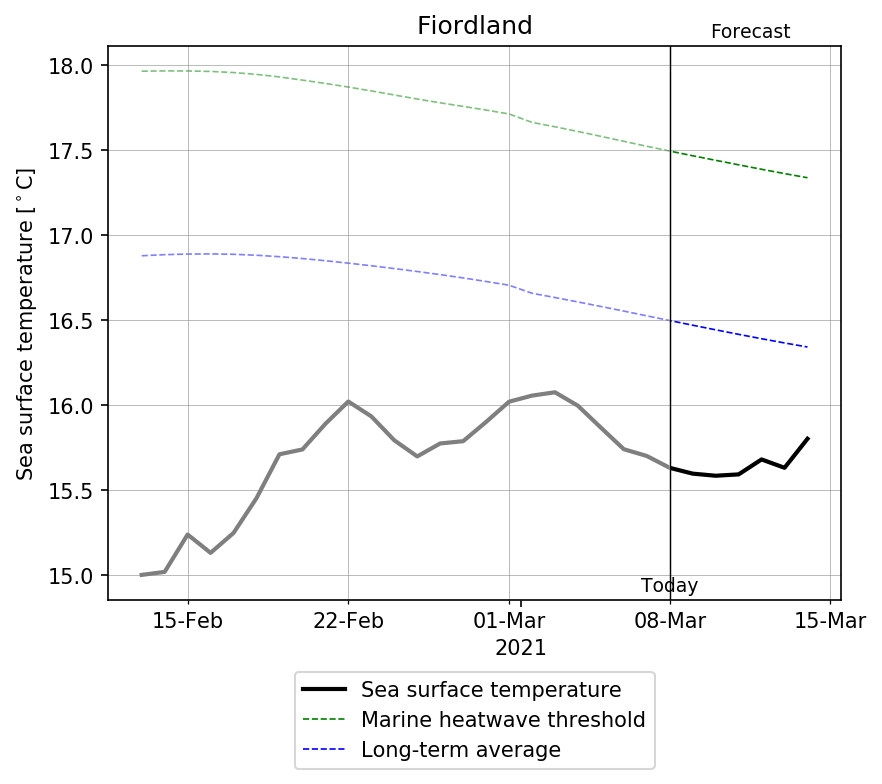 Fiordland
Forecast
Sea surface temperature [°C]
18.0
17.5
17.0
16.5
16.0
15.5
15.0
Today
15-Feb 22-Feb 01-Mar 08-Mar 15-Mar
2021
Sea surface temperature
Marine heatwave threshold
Long-term average